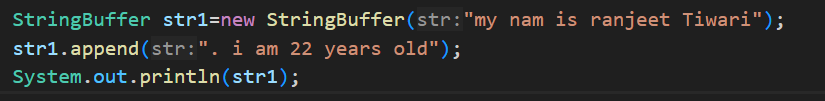 StringBuffer str1=new StringBuffer(str:"my nam is ranjeet Tiwari");
str1.append(str:". i am 22 years old");
System.out.println(str1);